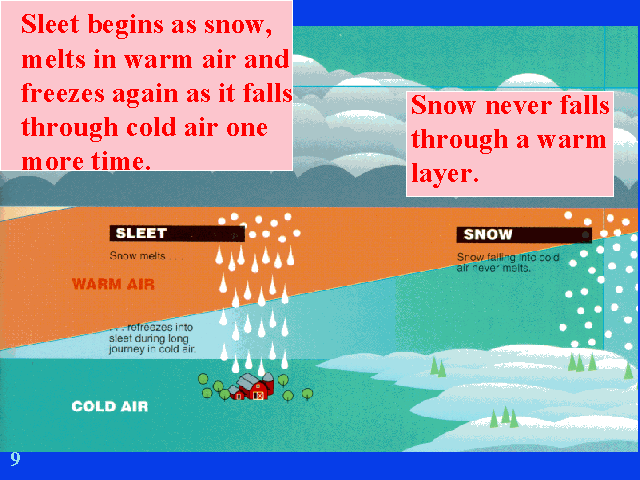 Sleet begins as snow,
melts in warm air and
freezes again as it falls
through cold air one
more time.
Snow never falls
through a warm
layer.
SLEET
Snow melts . . .
SNOW
Snow falling into cold
air never melts.
WARM AIR
. . . refreezes into
sleet during long
journey in cold air.
COLD AIR
9